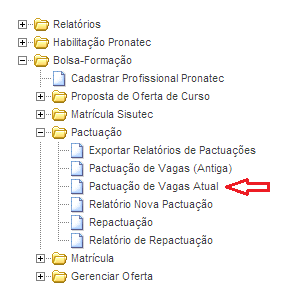 Relatórios
Habilitação Pronatec
Bolsa-Formação
Cadastrar Profissional Pronatec
Proposta de Oferta de Curso
Matrícula Sisutec
Pactuação
Exportar Relatórios de Pactuações
Pactuação de Vagas (Antiga)
Pactuação de Vagas Atual
Relatório Nova Pactuação
Repactuação
Relatório de Repactuação
Matrícula
Gerenciar Oferta